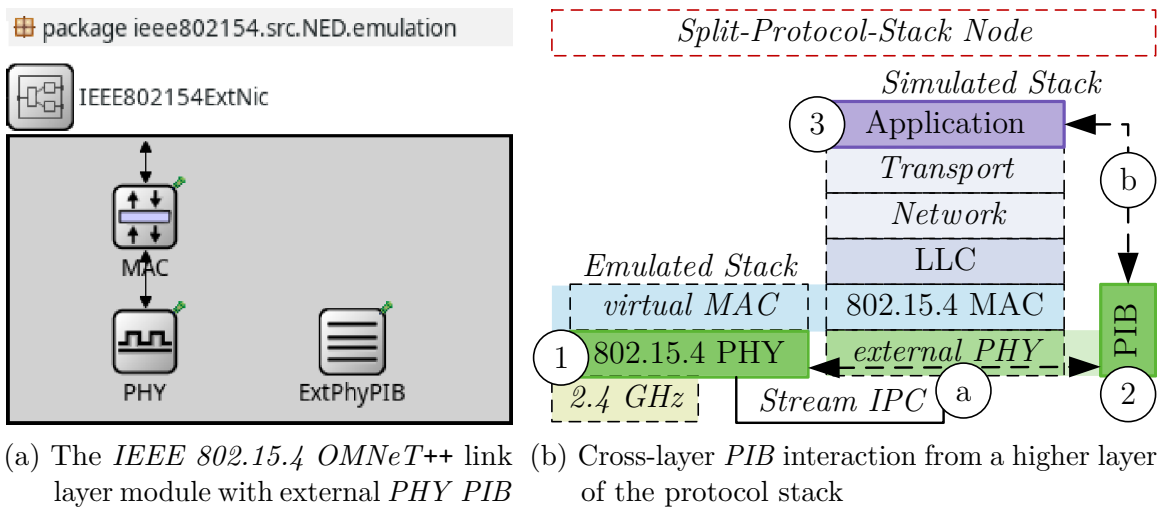 package ieee802154.src.NED.emulation
IEEE802154ExtNic
MAC
PHY
ExtPhyPIB
(a) The IEEE 802.15.4 OMNeT++ link
layer module with external PHY PIB
Split-Protocol-Stack Node
Simulated Stack
3
Application
Transport
b
Network
LLC
Emulated Stack
virtual MAC
802.15.4 MAC
PIB
1
802.15.4 PHY
external PHY
2.4 GHz
Stream IPC
a
2
(b) Cross-layer PIB interaction from a higher layer
of the protocol stack